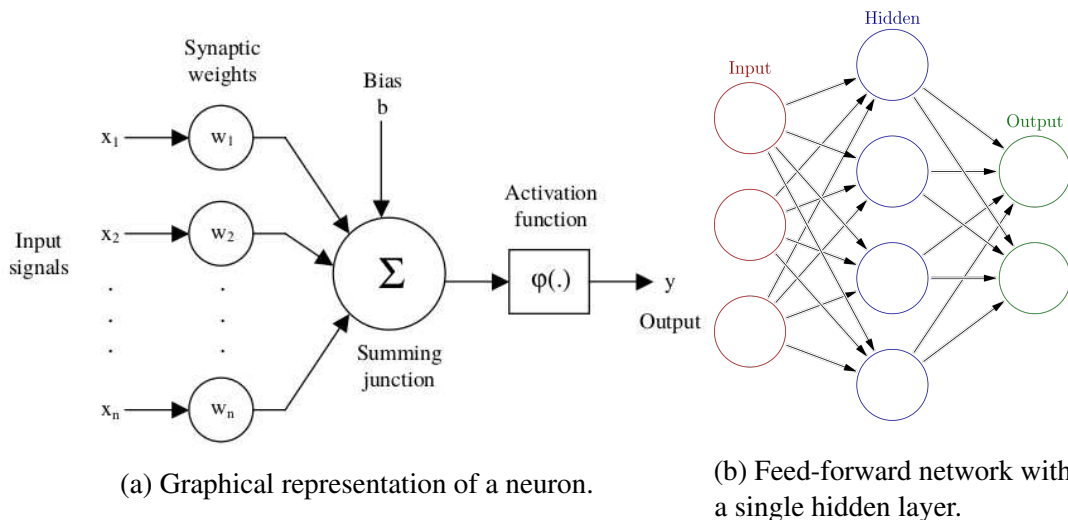 Synaptic
weights
Bias
b
x₁
w₁
Input
signals
x₂
w₂
Σ
Activation
function
φ(.)
y
Output
. . .
. . .
Summing
junction
xₙ
wₙ
(a) Graphical representation of a neuron.
Hidden
Input
Output
(b) Feed-forward network with
a single hidden layer.